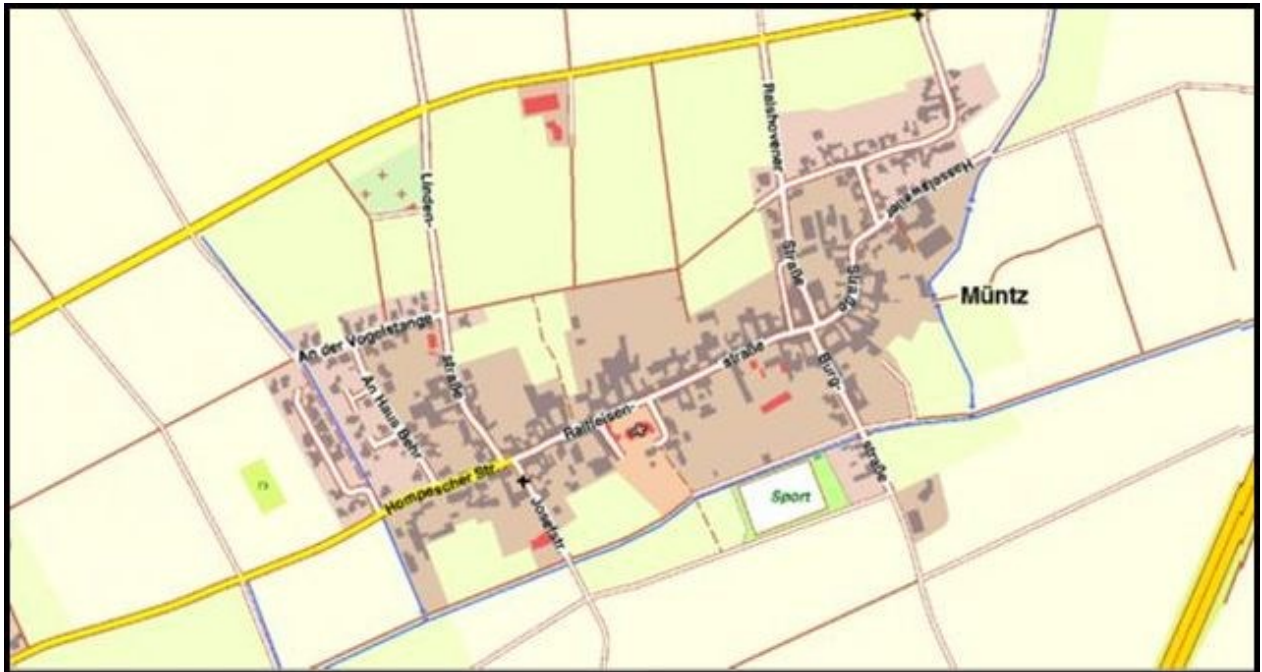 Ralshovener
Straße
Linden-
straße
Hasselsweiler
Straße
Müntz
An der Vogelstange
An Haus Behr
Raiffeisen-
straße
Burg-
straße
Hompescher Str.
Josefstr.
Sport